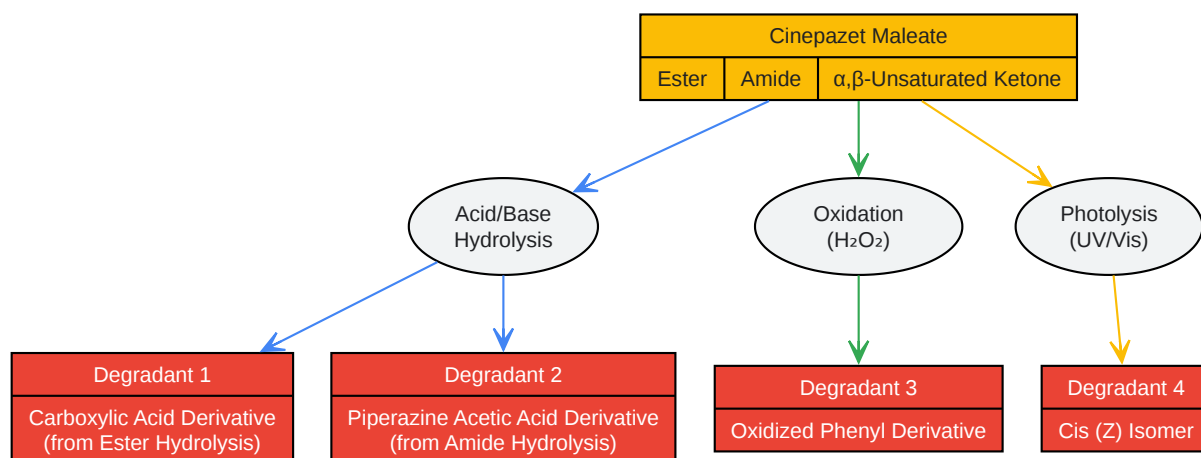 Cinepazet Maleate
Ester
Amide
α,β-Unsaturated Ketone
Acid/Base
Hydrolysis
Oxidation
(H₂O₂)
Photolysis
(UV/Vis)
Degradant 1
Carboxylic Acid Derivative
(from Ester Hydrolysis)
Degradant 2
Piperazine Acetic Acid Derivative
(from Amide Hydrolysis)
Degradant 3
Oxidized Phenyl Derivative
Degradant 4
Cis (Z) Isomer